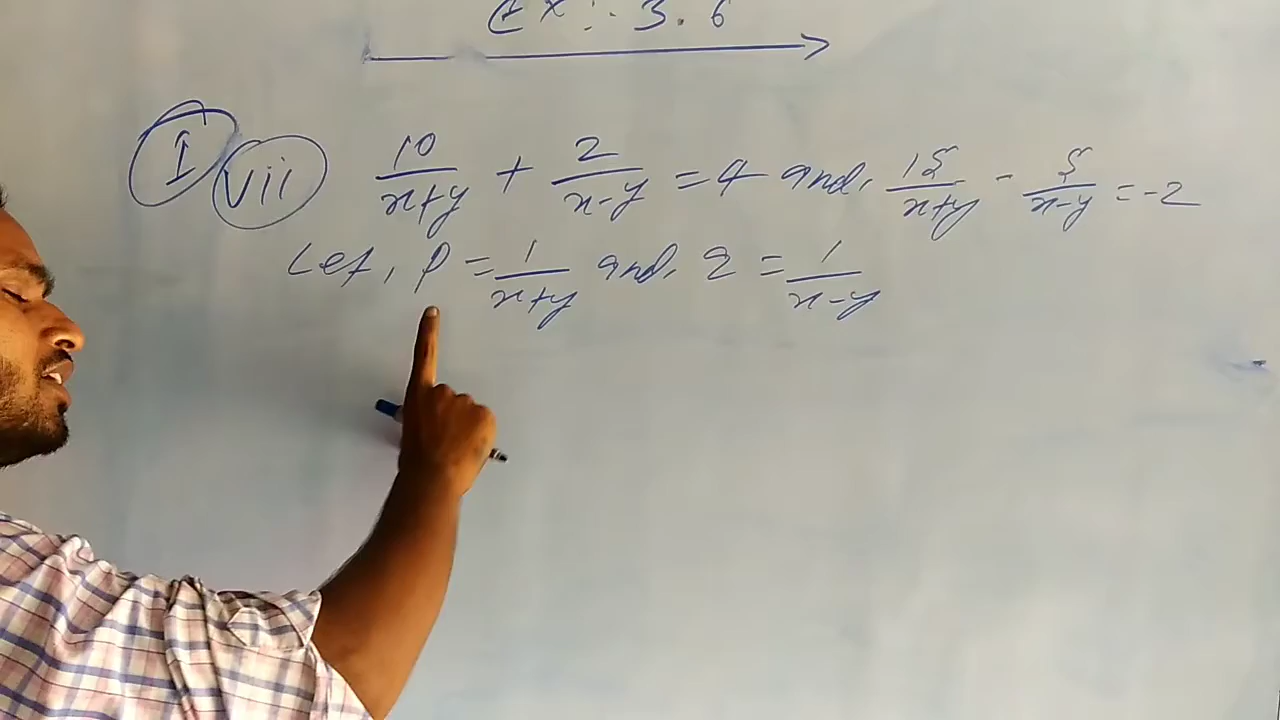 Ex:- 3.6
I vii 10/x+y + 2/x-y = 4 and, 15/x+y - 5/x-y = -2
Let, p = 1/x+y and, q = 1/x-y